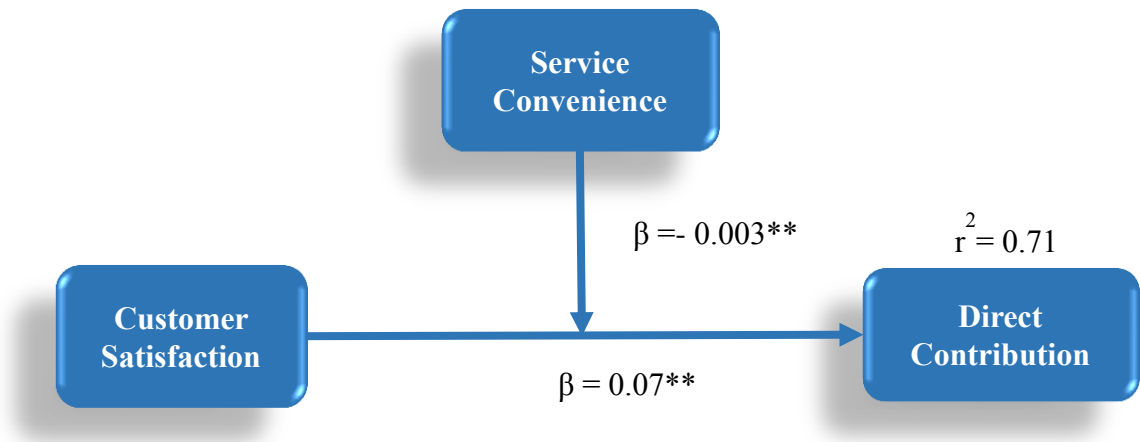 Service
Convenience
β =- 0.003**
r²= 0.71
Customer
Satisfaction
Direct
Contribution
β = 0.07**